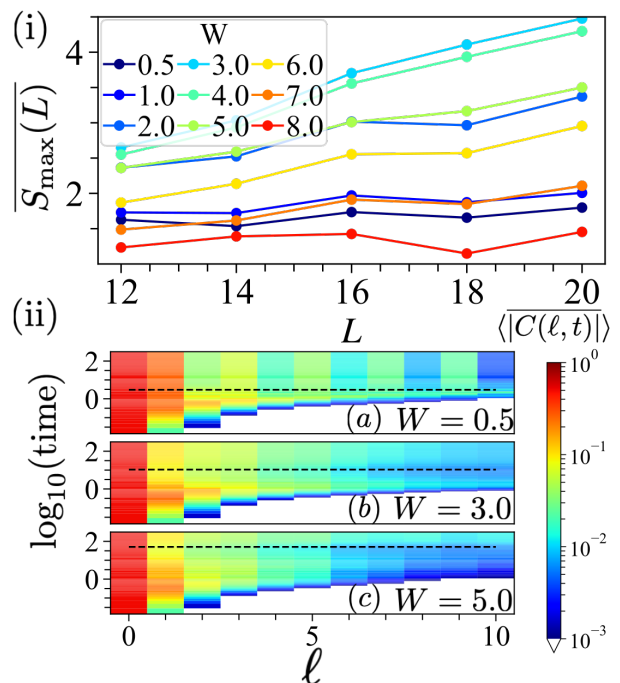 (i)
4
2
S_max(L)
W
0.5 3.0 6.0
1.0 4.0 7.0
2.0 5.0 8.0
12 14 16 18 20
L
(ii)
⟨|C(ℓ, t)|⟩
log10(time)
2
0
(a) W = 0.5
2
0
(b) W = 3.0
2
0
(c) W = 5.0
0 5 10
ℓ
10^0
10^-1
10^-2
10^-3